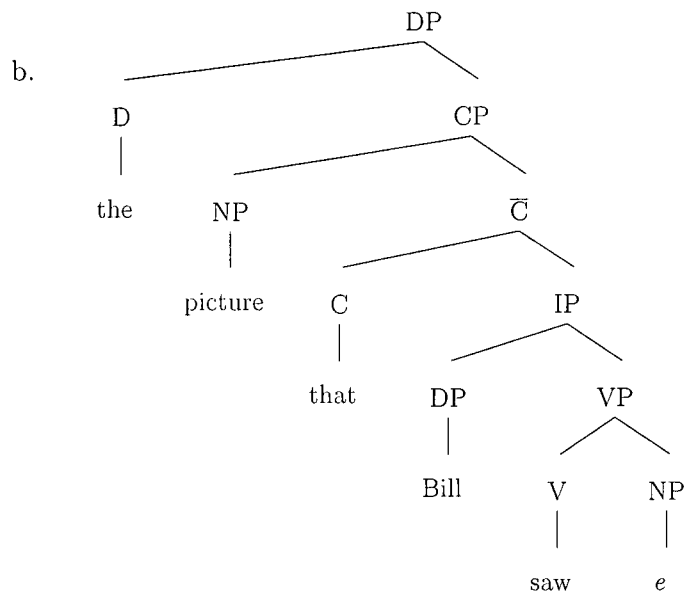 DP
b.
D CP
the NP C̅
picture C IP
that DP VP
Bill V NP
saw e